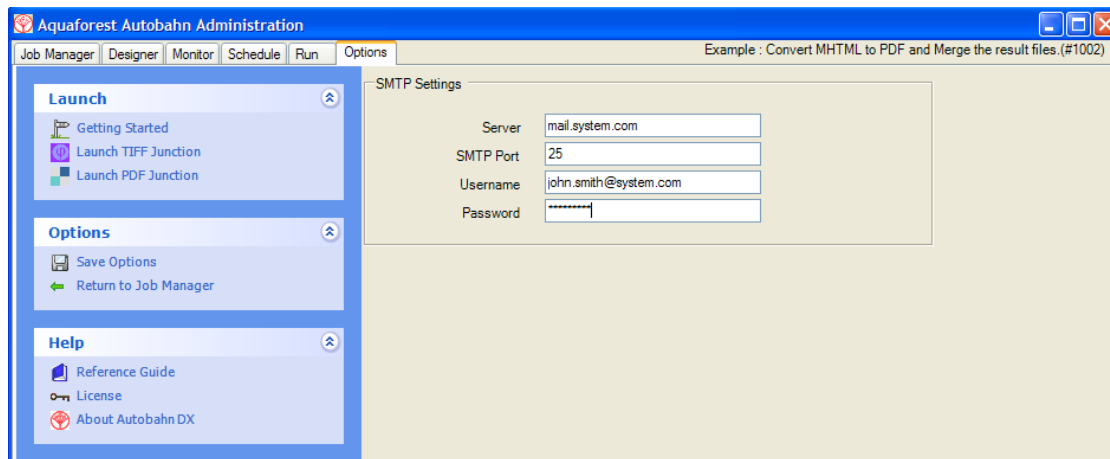 Aquaforest Autobahn Administration
Job Manager Designer Monitor Schedule Run Options
Example : Convert MHTML to PDF and Merge the result files.(#1002)
Launch
Getting Started
Launch TIFF Junction
Launch PDF Junction
Options
Save Options
Return to Job Manager
Help
Reference Guide
License
About Autobahn DX
SMTP Settings
Server mail.system.com
SMTP Port 25
Username john.smith@system.com
Password *********